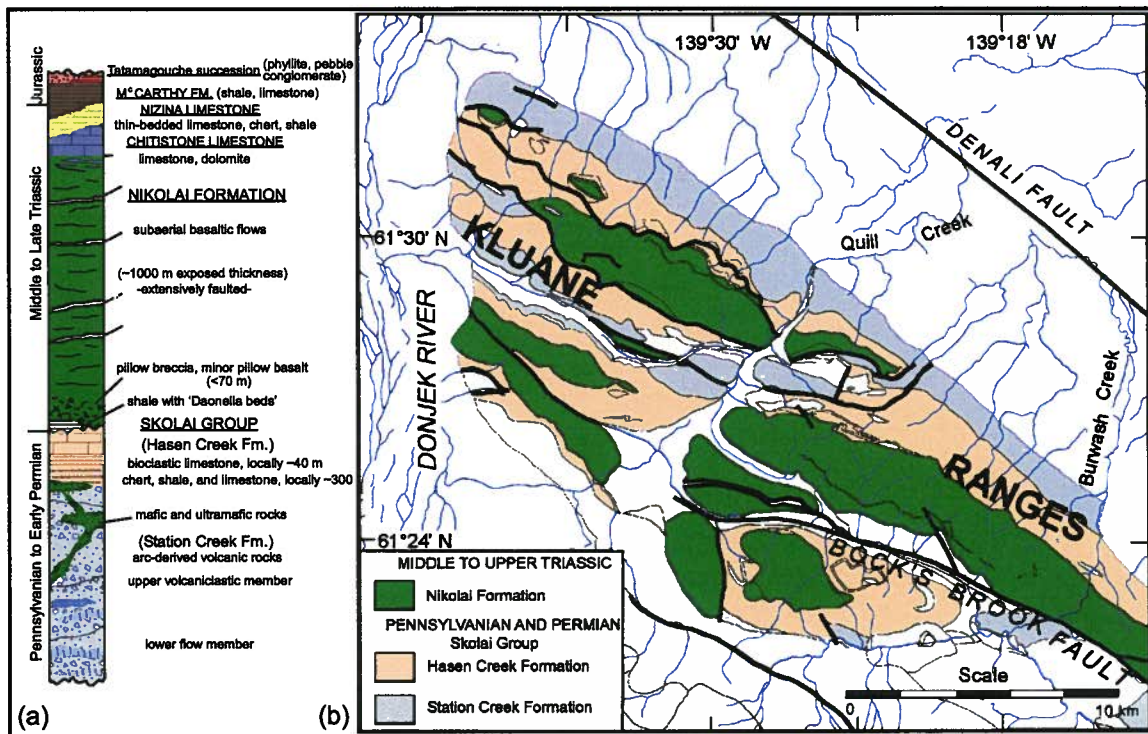 Jurassic
Middle to Late Triassic
Pennsylvanian to Early Permian
Tatamagouche succession (phyllite, pebble
conglomerate)
McCARTHY FM. (shale, limestone)
NIZINA LIMESTONE
thin-bedded limestone, chert, shale
CHITISTONE LIMESTONE
limestone, dolomite
NIKOLAI FORMATION
subaerial basaltic flows
(~1000 m exposed thickness)
-extensively faulted-
pillow breccia, minor pillow basalt
(<70 m)
shale with 'Daonella beds'
SKOLAI GROUP
(Hasen Creek Fm.)
bioclastic limestone, locally ~40 m
chert, shale, and limestone, locally ~300
mafic and ultramafic rocks
(Station Creek Fm.)
arc-derived volcanic rocks
upper volcaniclastic member
lower flow member
(a)
(b)
139°30' W
139°18' W
DENALI FAULT
Quill Creek
61°30' N
KLUANE
RANGES
DONJEK RIVER
Burwash Creek
61°24' N
BOCK'S BROOK FAULT
MIDDLE TO UPPER TRIASSIC
Nikolai Formation
PENNSYLVANIAN AND PERMIAN
Skolai Group
Hasen Creek Formation
Station Creek Formation
Scale
0
10 km